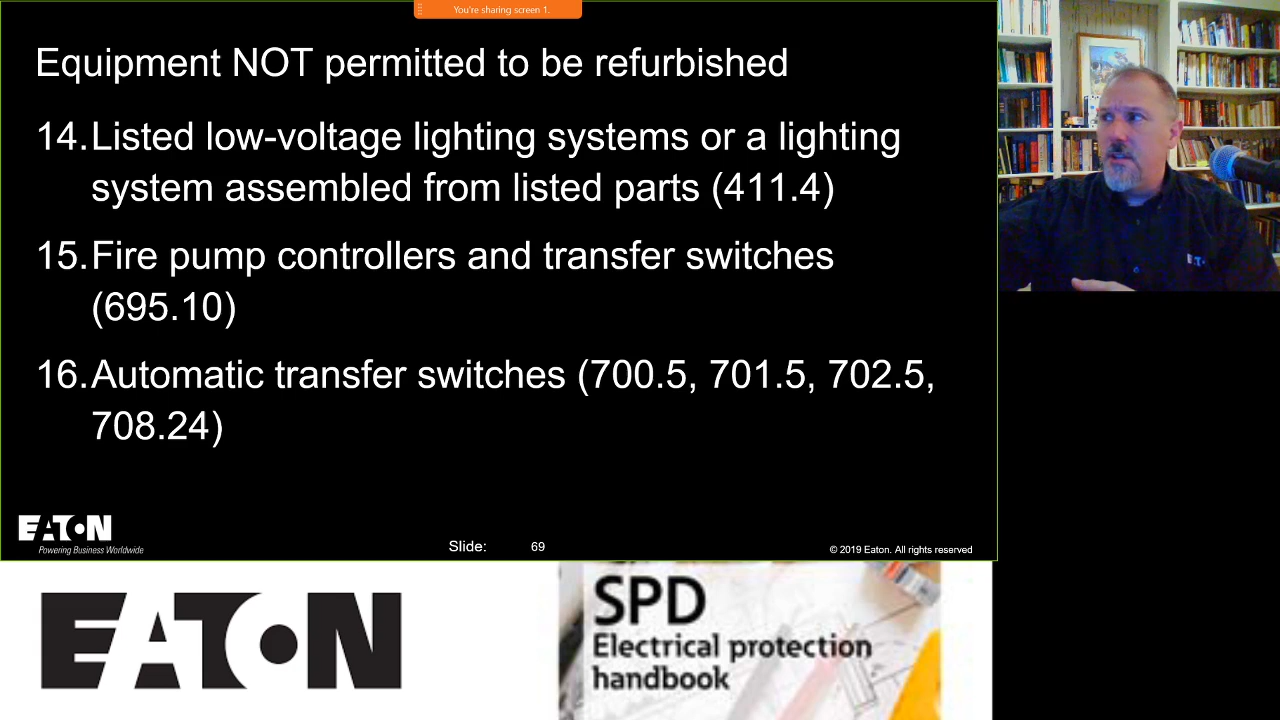 You're sharing screen 1.
Equipment NOT permitted to be refurbished
14. Listed low-voltage lighting systems or a lighting
system assembled from listed parts (411.4)
15. Fire pump controllers and transfer switches
(695.10)
16. Automatic transfer switches (700.5, 701.5, 702.5,
708.24)
EATON
Powering Business Worldwide
Slide: 69
© 2019 Eaton. All rights reserved
EATON
SPD
Electrical protection
handbook